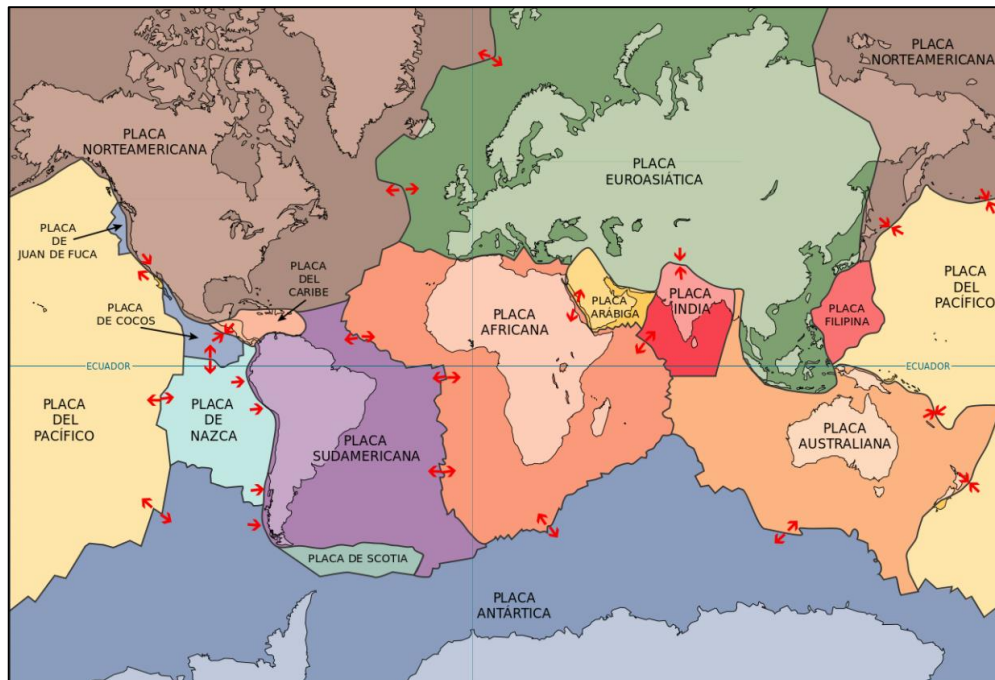 PLACA
NORTEAMERICANA
PLACA
NORTEAMERICANA
PLACA
EUROASIÁTICA
PLACA
DE
JUAN DE FUCA
PLACA
DEL
CARIBE
PLACA
DE COCOS
PLACA
AFRICANA
PLACA
ARÁBIGA
PLACA
INDIA
PLACA
FILIPINA
PLACA
DEL
PACÍFICO
ECUADOR
ECUADOR
PLACA
DEL
PACÍFICO
PLACA
DE
NAZCA
PLACA
SUDAMERICANA
PLACA
AUSTRALIANA
PLACA DE SCOTIA
PLACA
ANTÁRTICA